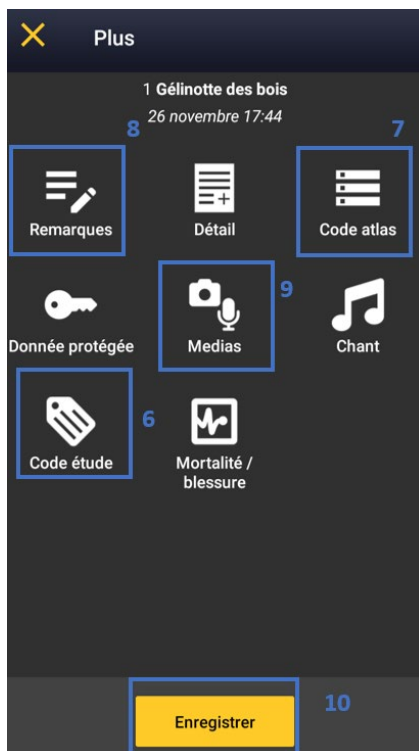 Plus
1 Gélinotte des bois
26 novembre 17:44
8
7
Remarques
Détail
Code atlas
9
Donnée protégée
Medias
Chant
6
Code étude
Mortalité /
blessure
10
Enregistrer